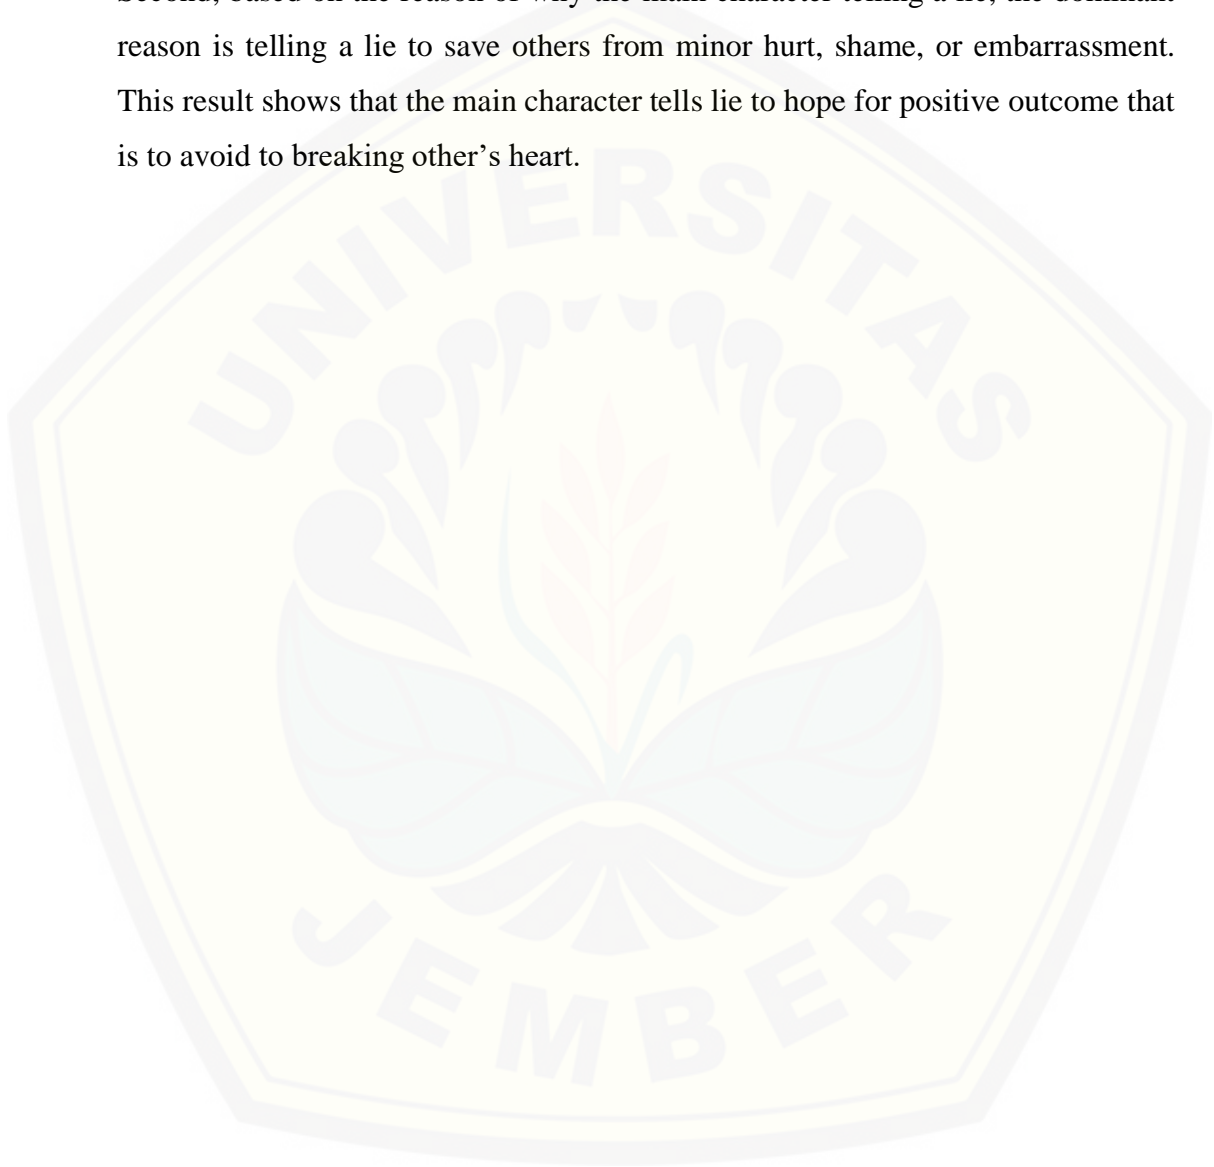 Second, based on the reason of why the main character telling a lie, the dominant
reason is telling a lie to save others from minor hurt, shame, or embarrassment.
This result shows that the main character tells lie to hope for positive outcome that
is to avoid to breaking other’s heart.
UNIVERSITAS
JEMBER